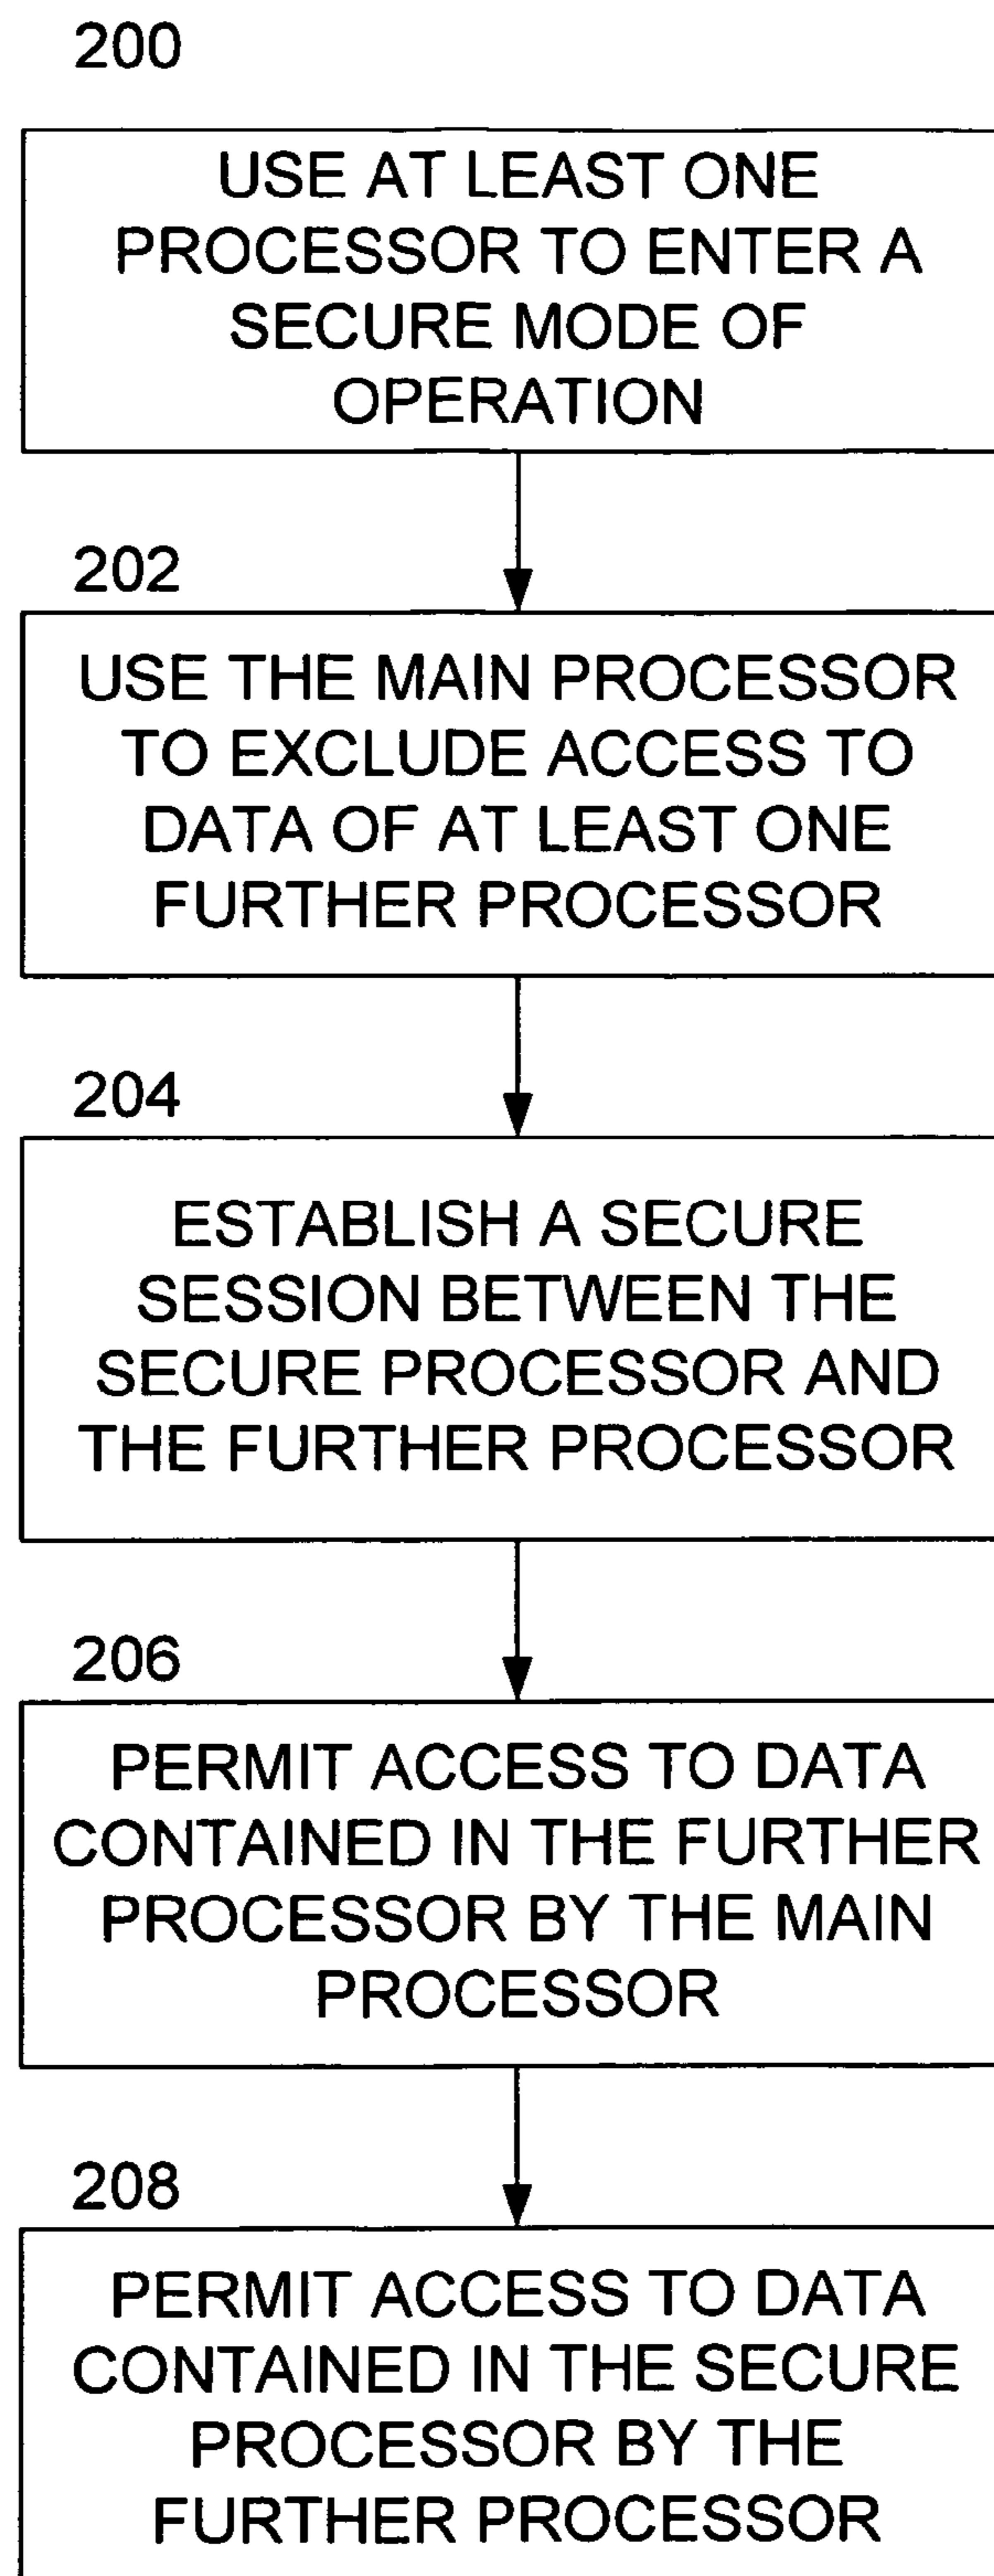 200
USE AT LEAST ONE
PROCESSOR TO ENTER A
SECURE MODE OF
OPERATION
202
USE THE MAIN PROCESSOR
TO EXCLUDE ACCESS TO
DATA OF AT LEAST ONE
FURTHER PROCESSOR
204
ESTABLISH A SECURE
SESSION BETWEEN THE
SECURE PROCESSOR AND
THE FURTHER PROCESSOR
206
PERMIT ACCESS TO DATA
CONTAINED IN THE FURTHER
PROCESSOR BY THE MAIN
PROCESSOR
208
PERMIT ACCESS TO DATA
CONTAINED IN THE SECURE
PROCESSOR BY THE
FURTHER PROCESSOR